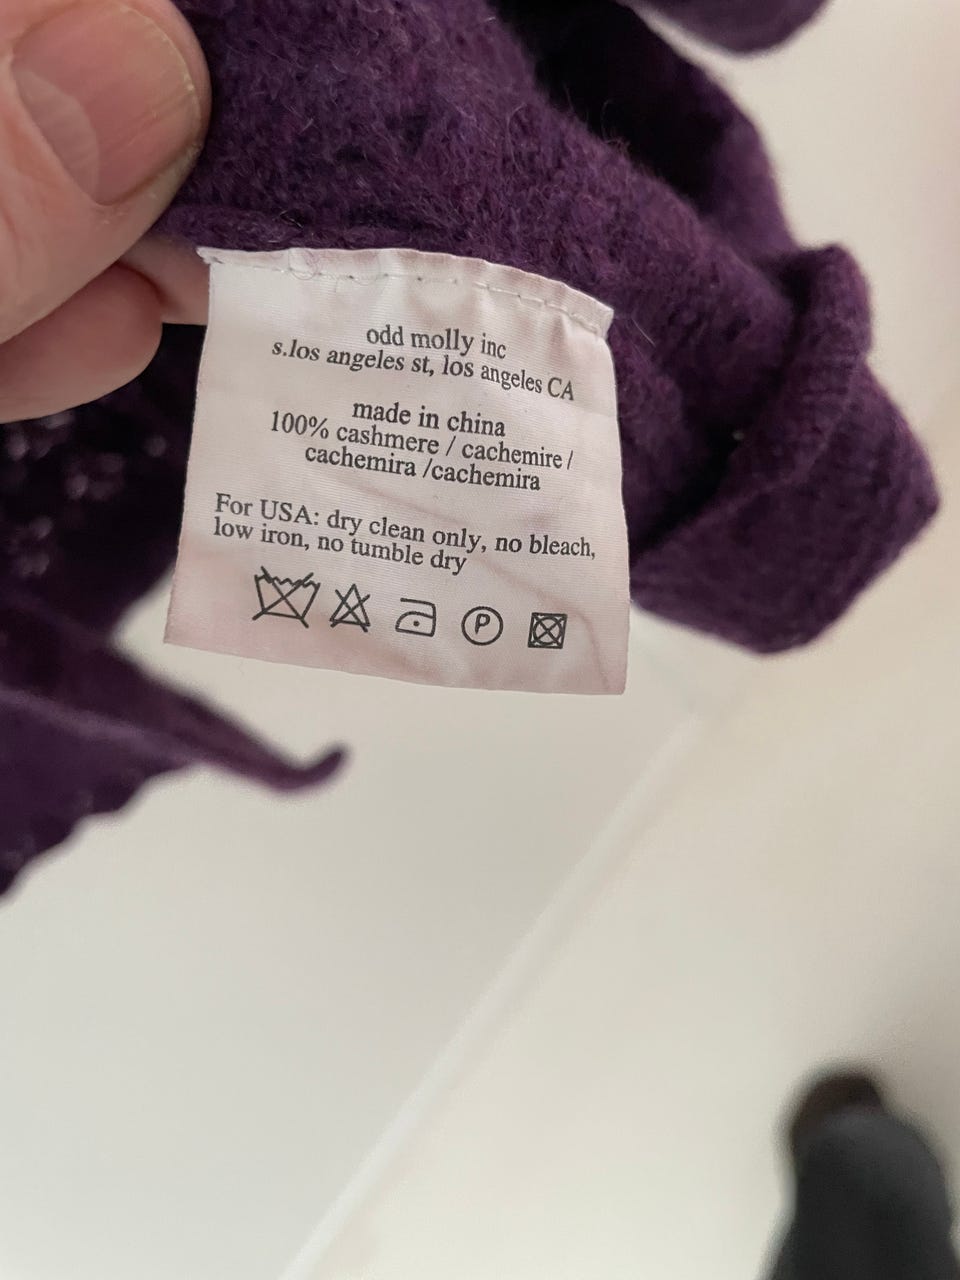 odd molly inc
s.los angeles st, los angeles CA
made in china
100% cashmere / cachemire /
cachemira /cachemira
For USA: dry clean only, no bleach,
low iron, no tumble dry
P